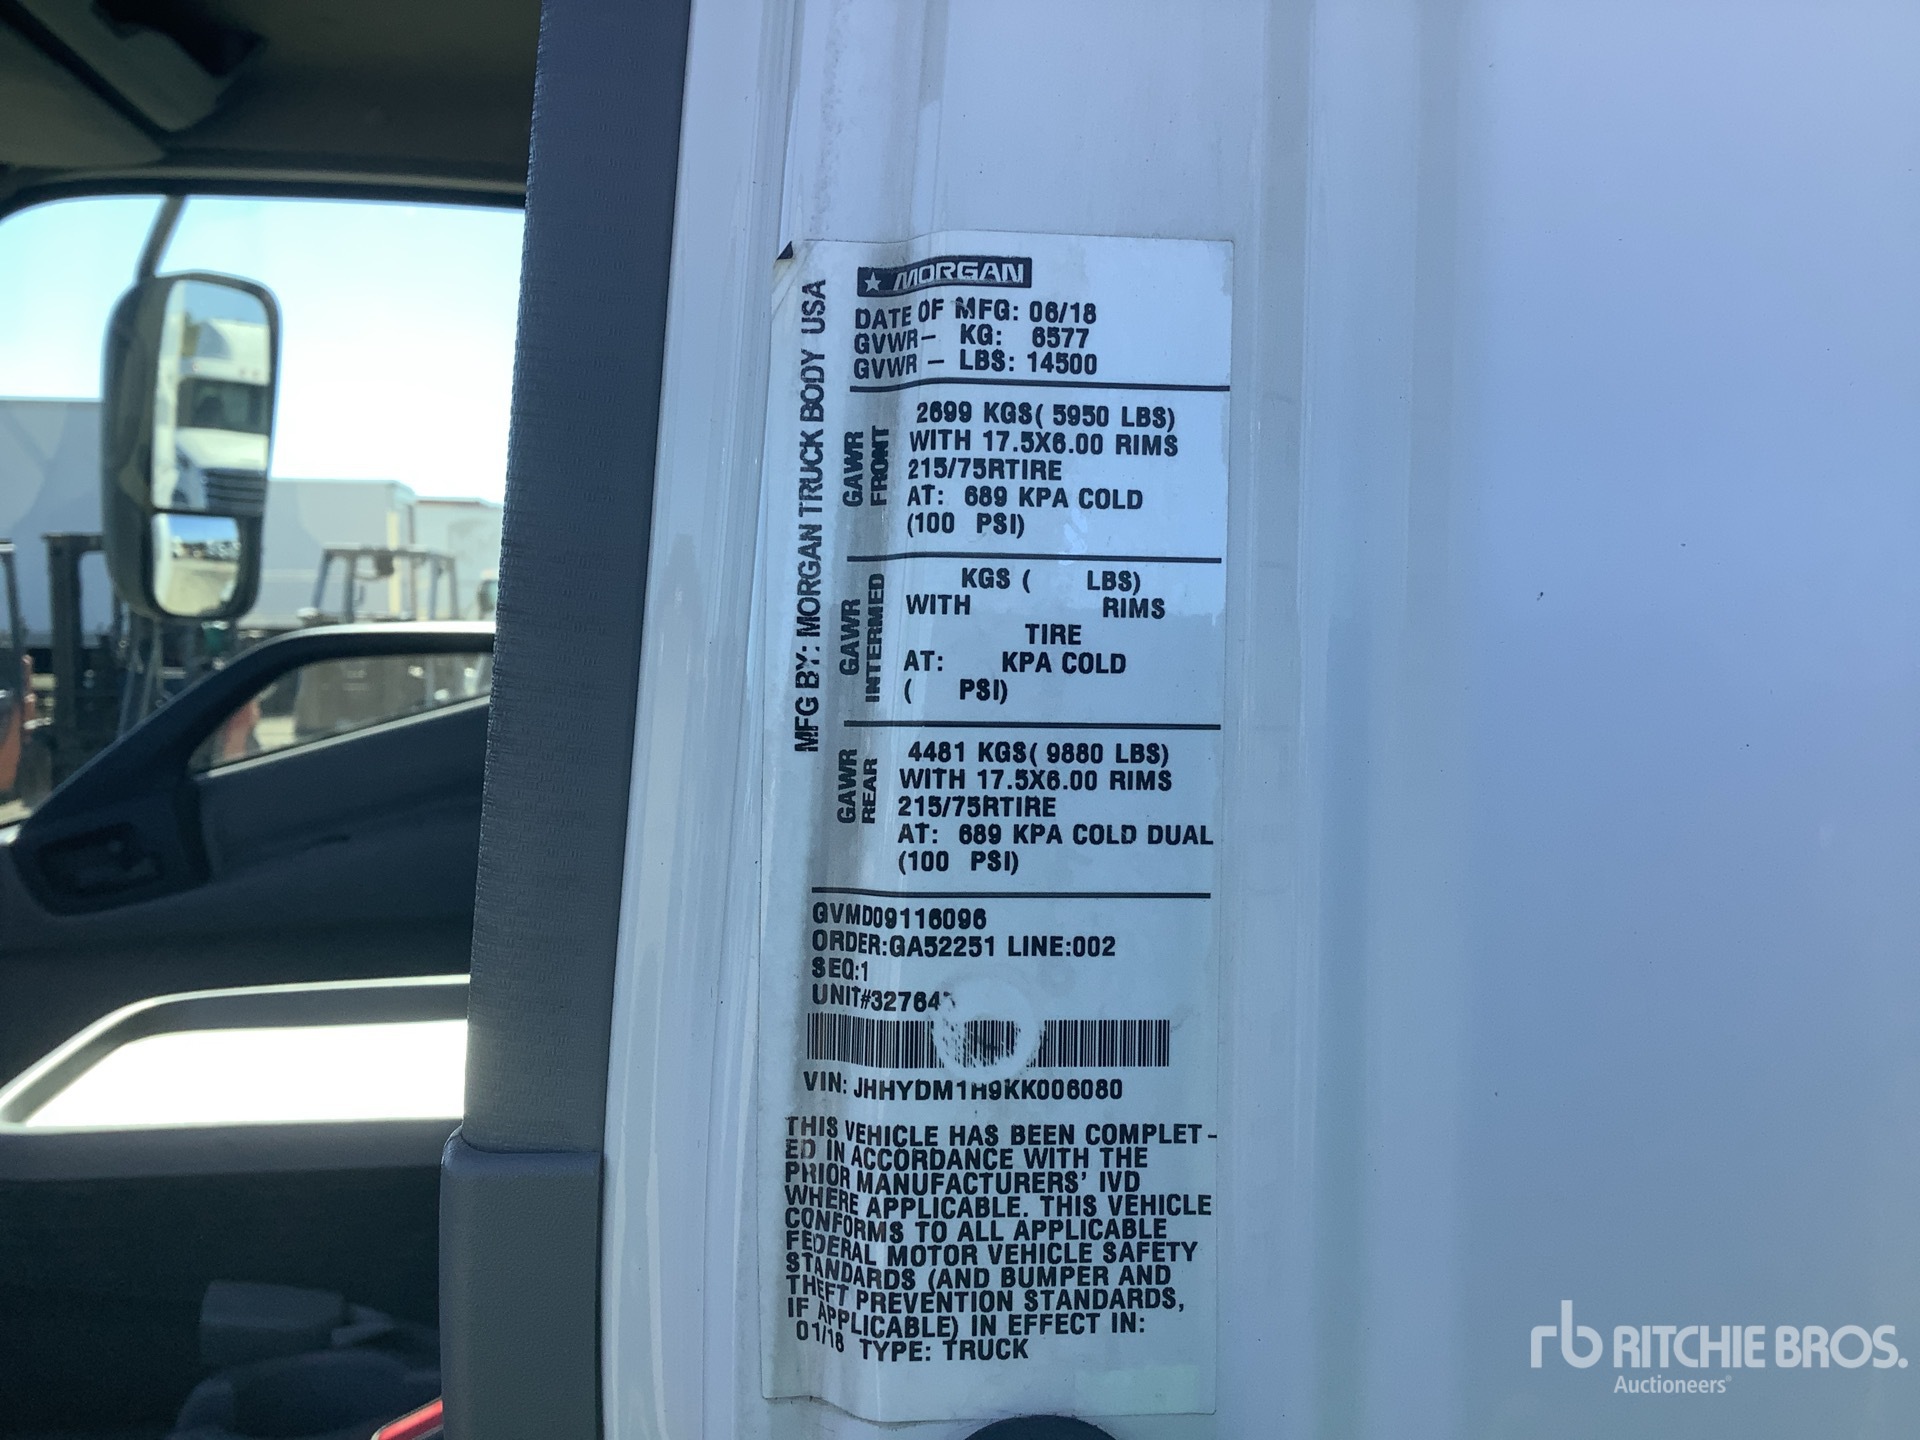 MORGAN
MFG BY: MORGAN TRUCK BODY USA
DATE OF MFG: 06/18
GVWR- KG: 6577
GVWR - LBS: 14500
GAWR FRONT
2699 KGS( 5950 LBS)
WITH 17.5X6.00 RIMS
215/75RTIRE
AT: 689 KPA COLD
(100 PSI)
GAWR INTERMED
KGS ( LBS)
WITH RIMS
TIRE
AT: KPA COLD
( PSI)
GAWR REAR
4481 KGS( 9880 LBS)
WITH 17.5X6.00 RIMS
215/75RTIRE
AT: 689 KPA COLD DUAL
(100 PSI)
GVMD09116096
ORDER:GA52251 LINE:002
SEQ:1
VIN: JHHYDM1H9KK006080
THIS VEHICLE HAS BEEN COMPLET-
ED IN ACCORDANCE WITH THE
PRIOR MANUFACTURERS' IVD
WHERE APPLICABLE. THIS VEHICLE
CONFORMS TO ALL APPLICABLE
FEDERAL MOTOR VEHICLE SAFETY
STANDARDS (AND BUMPER AND
THEFT PREVENTION STANDARDS,
IF APPLICABLE) IN EFFECT IN:
01/18 TYPE: TRUCK
rb RITCHIE BROS.
Auctioneers